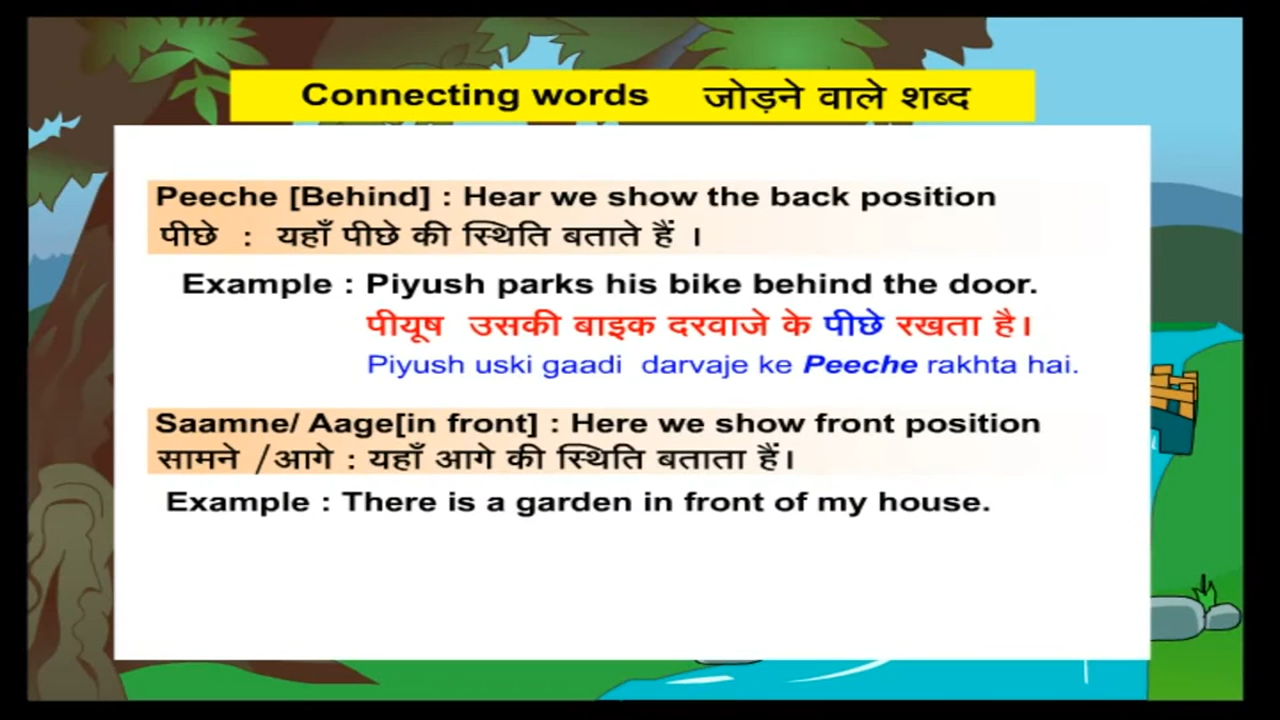 Connecting words जोड़ने वाले शब्द
Peeche [Behind] : Hear we show the back position
पीछे : यहाँ पीछे की स्थिति बताते हैं ।
Example : Piyush parks his bike behind the door.
पीयूष उसकी बाइक दरवाजे के पीछे रखता है।
Piyush uski gaadi darvaje ke Peeche rakhta hai.
Saamne/ Aage[in front] : Here we show front position
सामने /आगे : यहाँ आगे की स्थिति बताता हैं।
Example : There is a garden in front of my house.